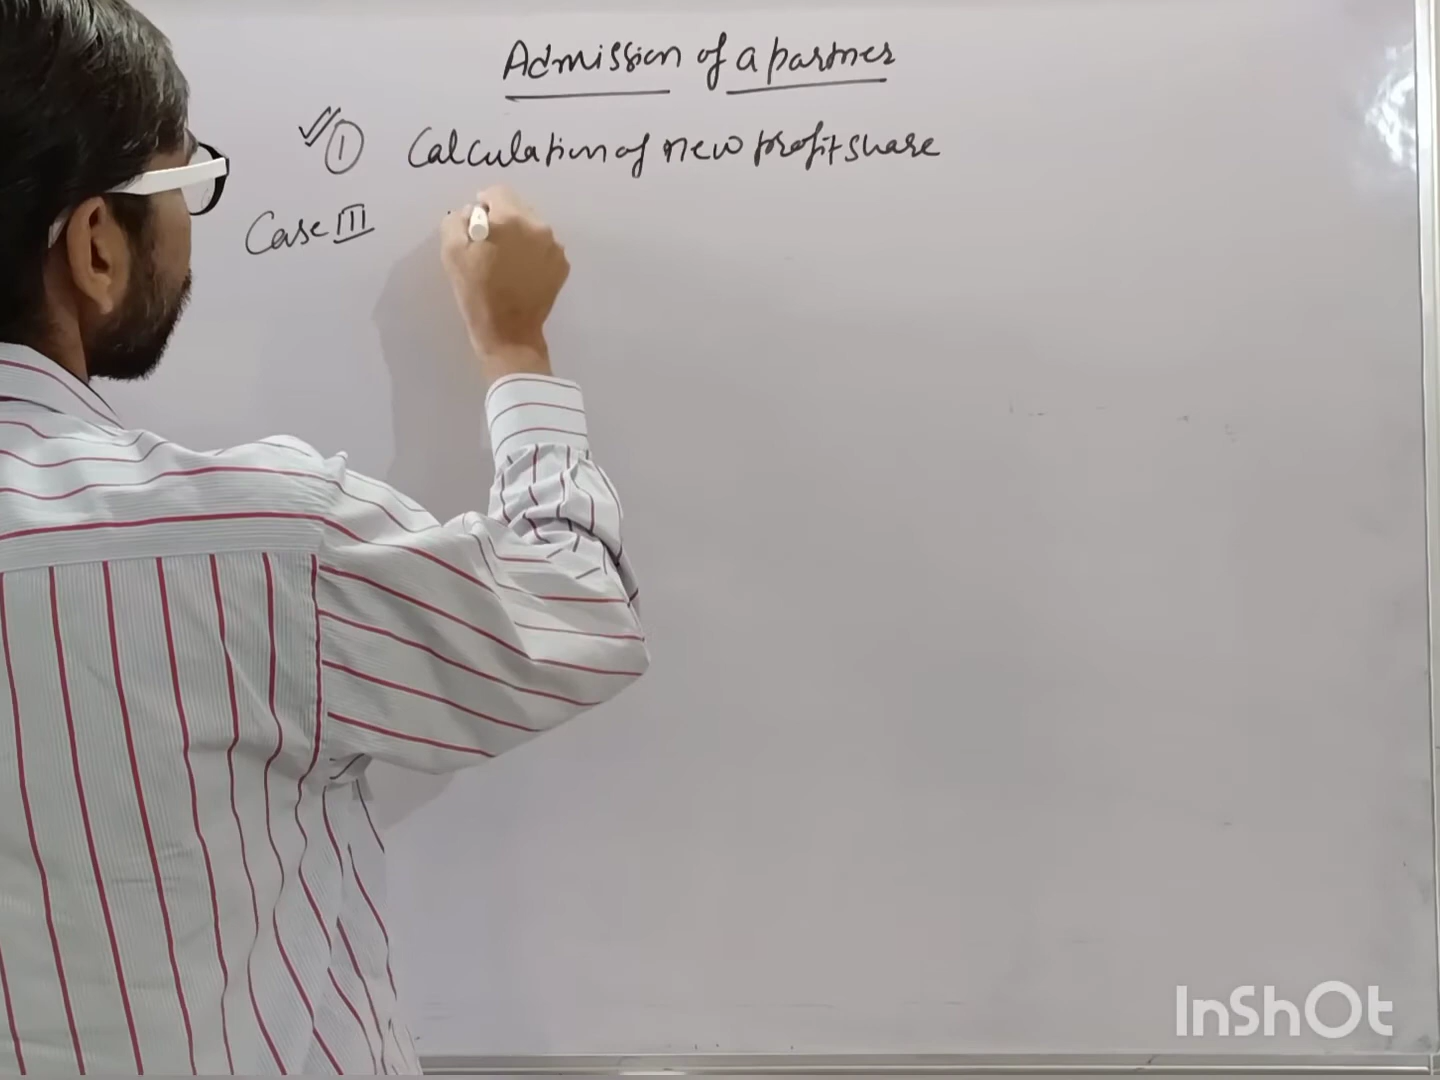 Admission of a partner
① Calculation of new profit share
Case III
InShOt